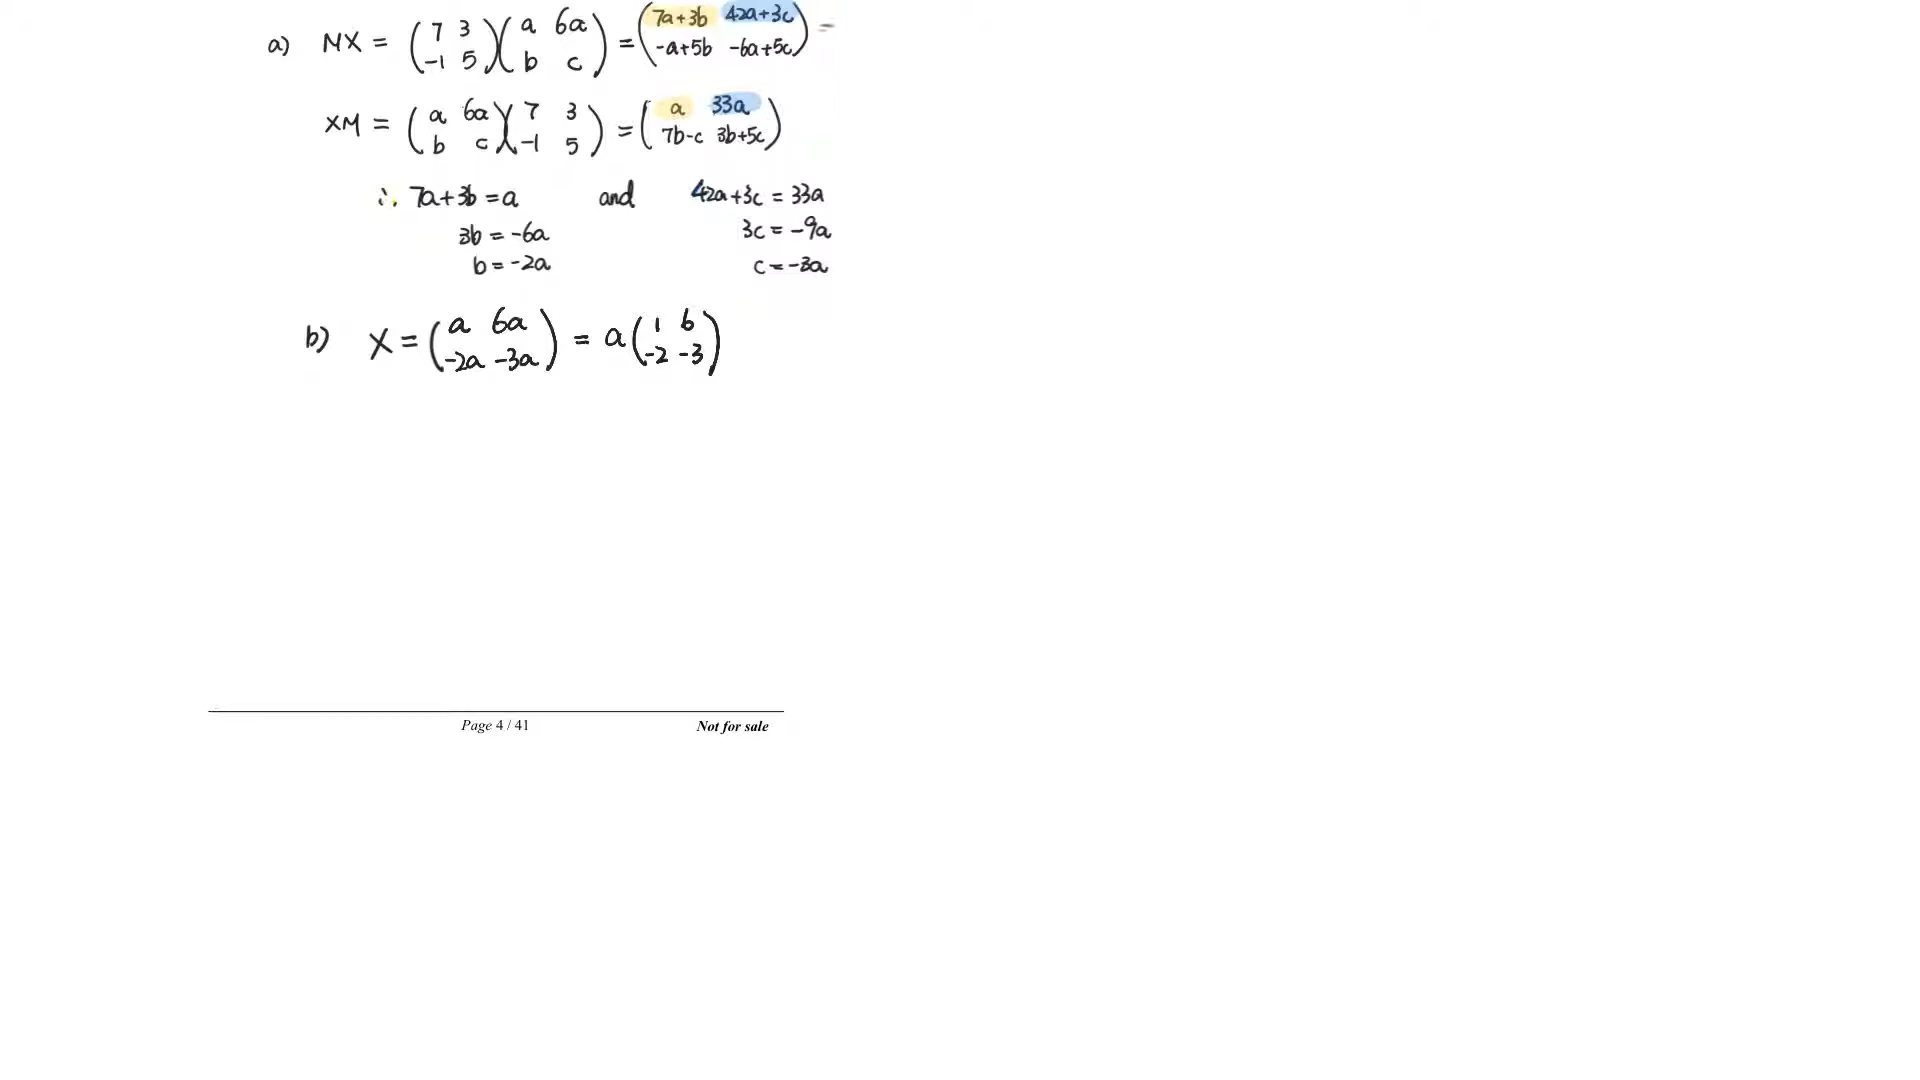 a) MX = (7 3 -1 5)(a 6a b c) = (7a+3b 42a+3c -a+5b -6a+5c) =
XM = (a 6a b c)(7 3 -1 5) = (a 33a 7b-c 3b+5c)
∴ 7a+3b = a and 42a+3c = 33a
3b = -6a 3c = -9a
b = -2a c = -3a
b) X = (a 6a -2a -3a) = a(1 6 -2 -3)
Page 4 / 41 Not for sale